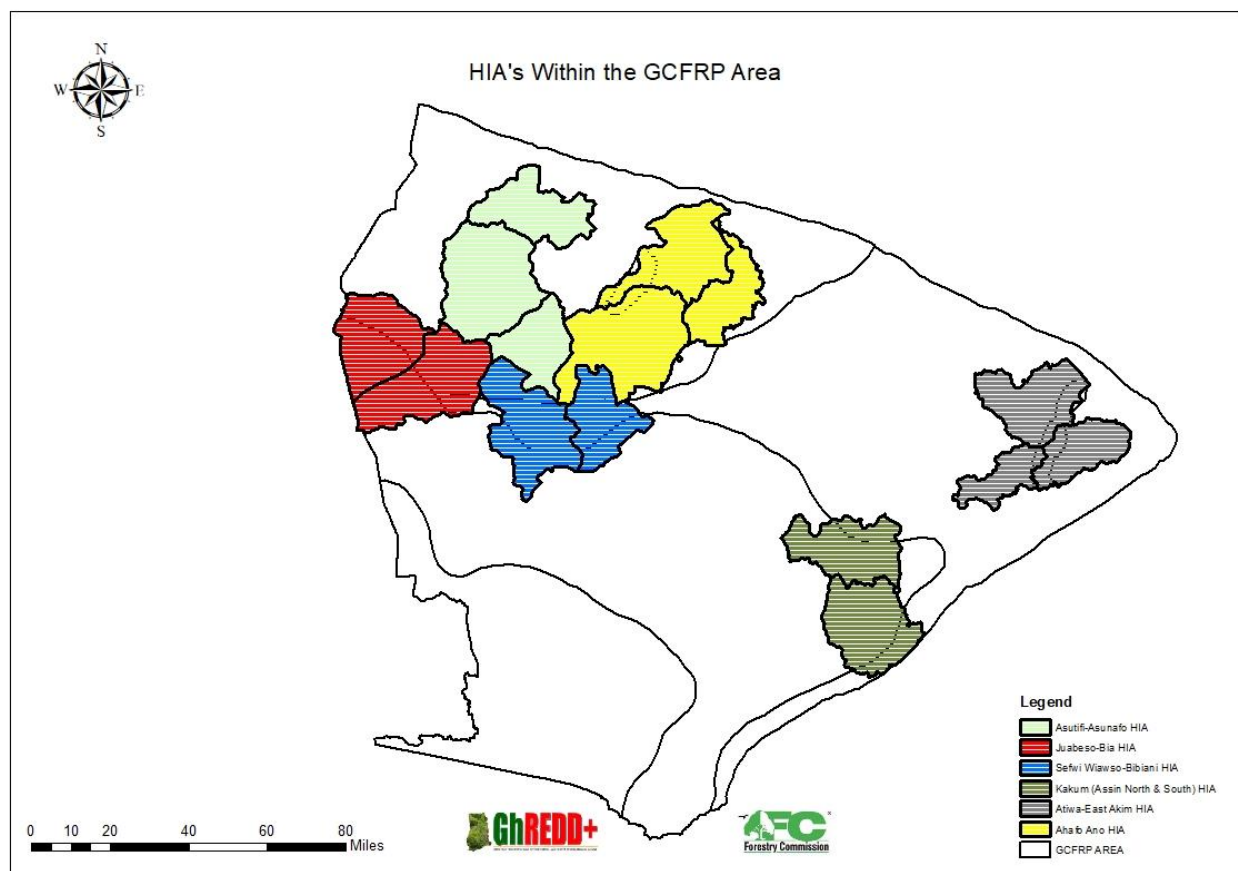 N
W E
S
HIA's Within the GCFRP Area
Legend
Asutifi-Asunafo HIA
Juabeso-Bia HIA
Sefwi Wiawso-Bibiani HIA
Kakum (Assin North & South) HIA
Atiwa-East Akim HIA
Ahafo Ano HIA
GCFRP AREA
0 10 20 40 60 80
Miles
GhREDD+
FC
Forestry Commission